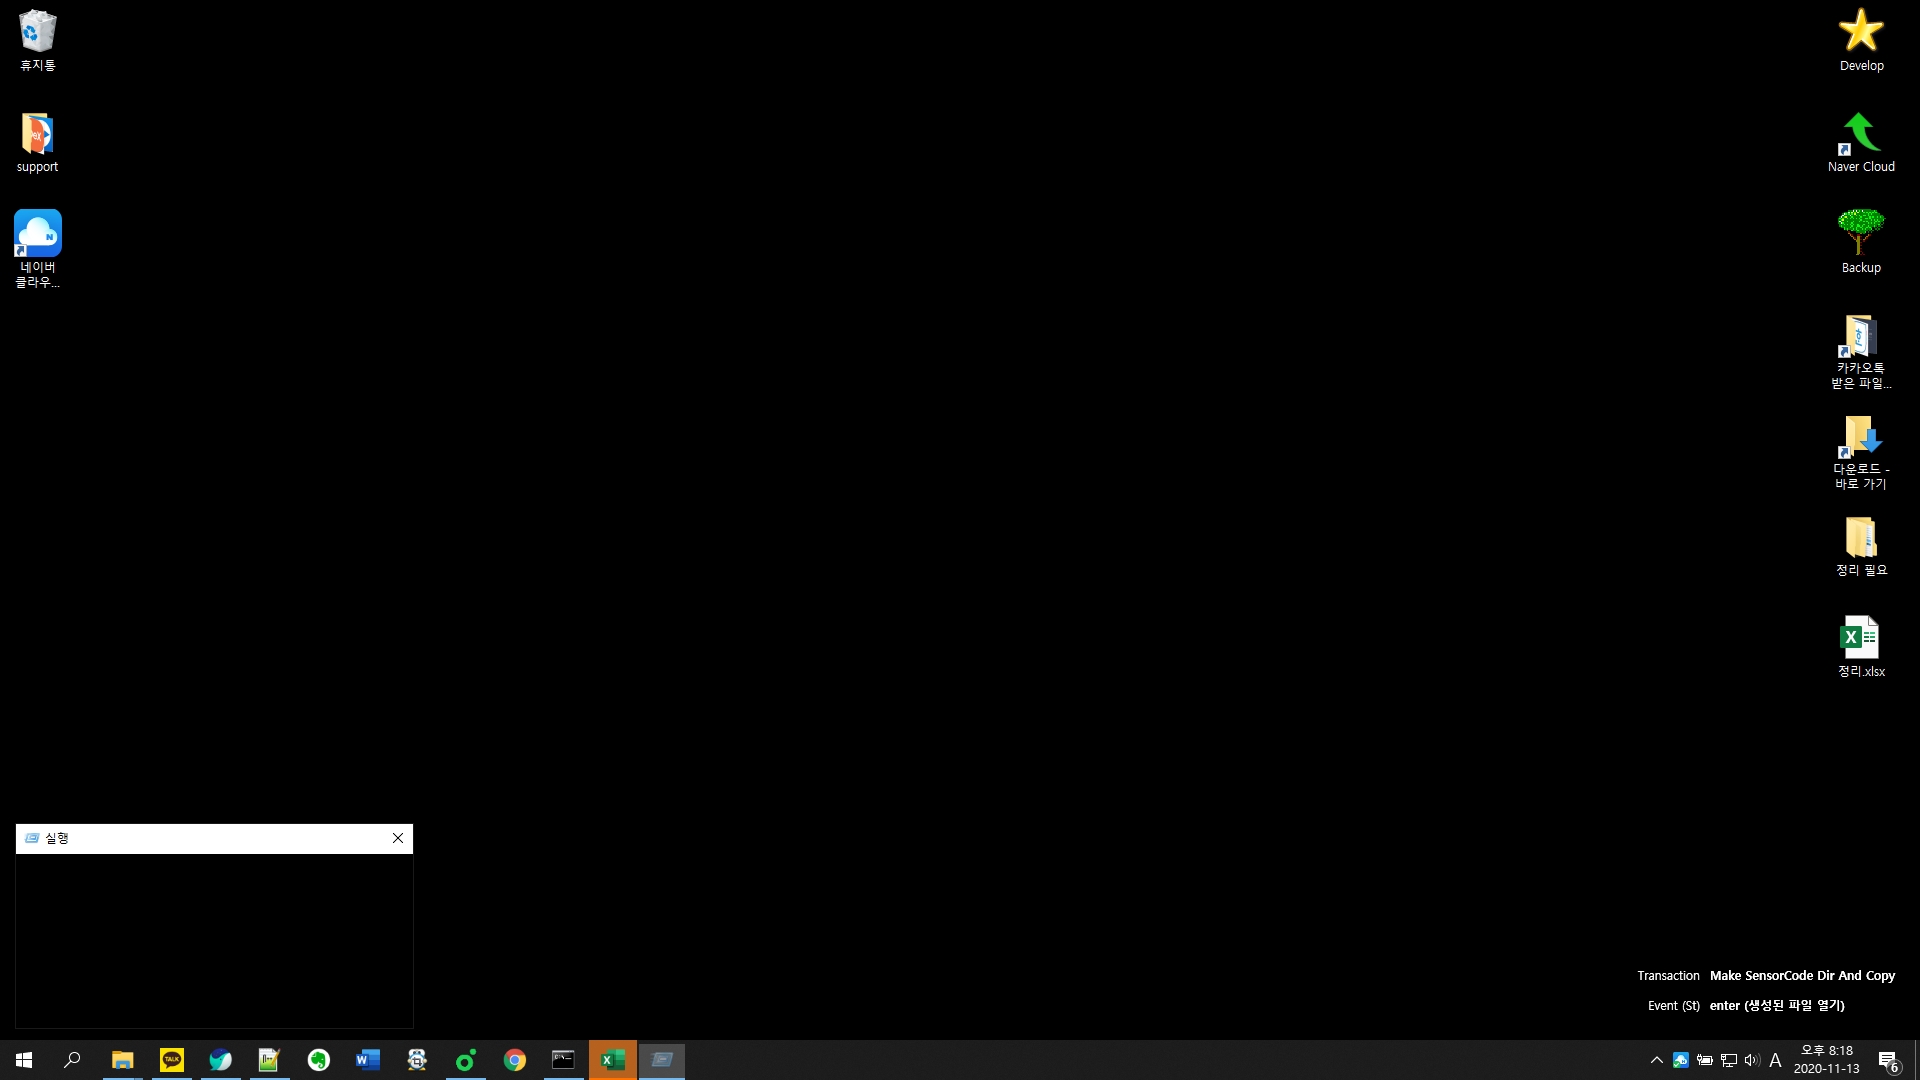 휴지통
support
네이버
클라우...
Develop
Naver Cloud
Backup
카카오톡
받은 파일...
다운로드 -
바로 가기
정리 필요
정리.xlsx
실행
Transaction Make SensorCode Dir And Copy
Event (St) enter (생성된 파일 열기)
TALK
A
오후 8:18
2020-11-13
6